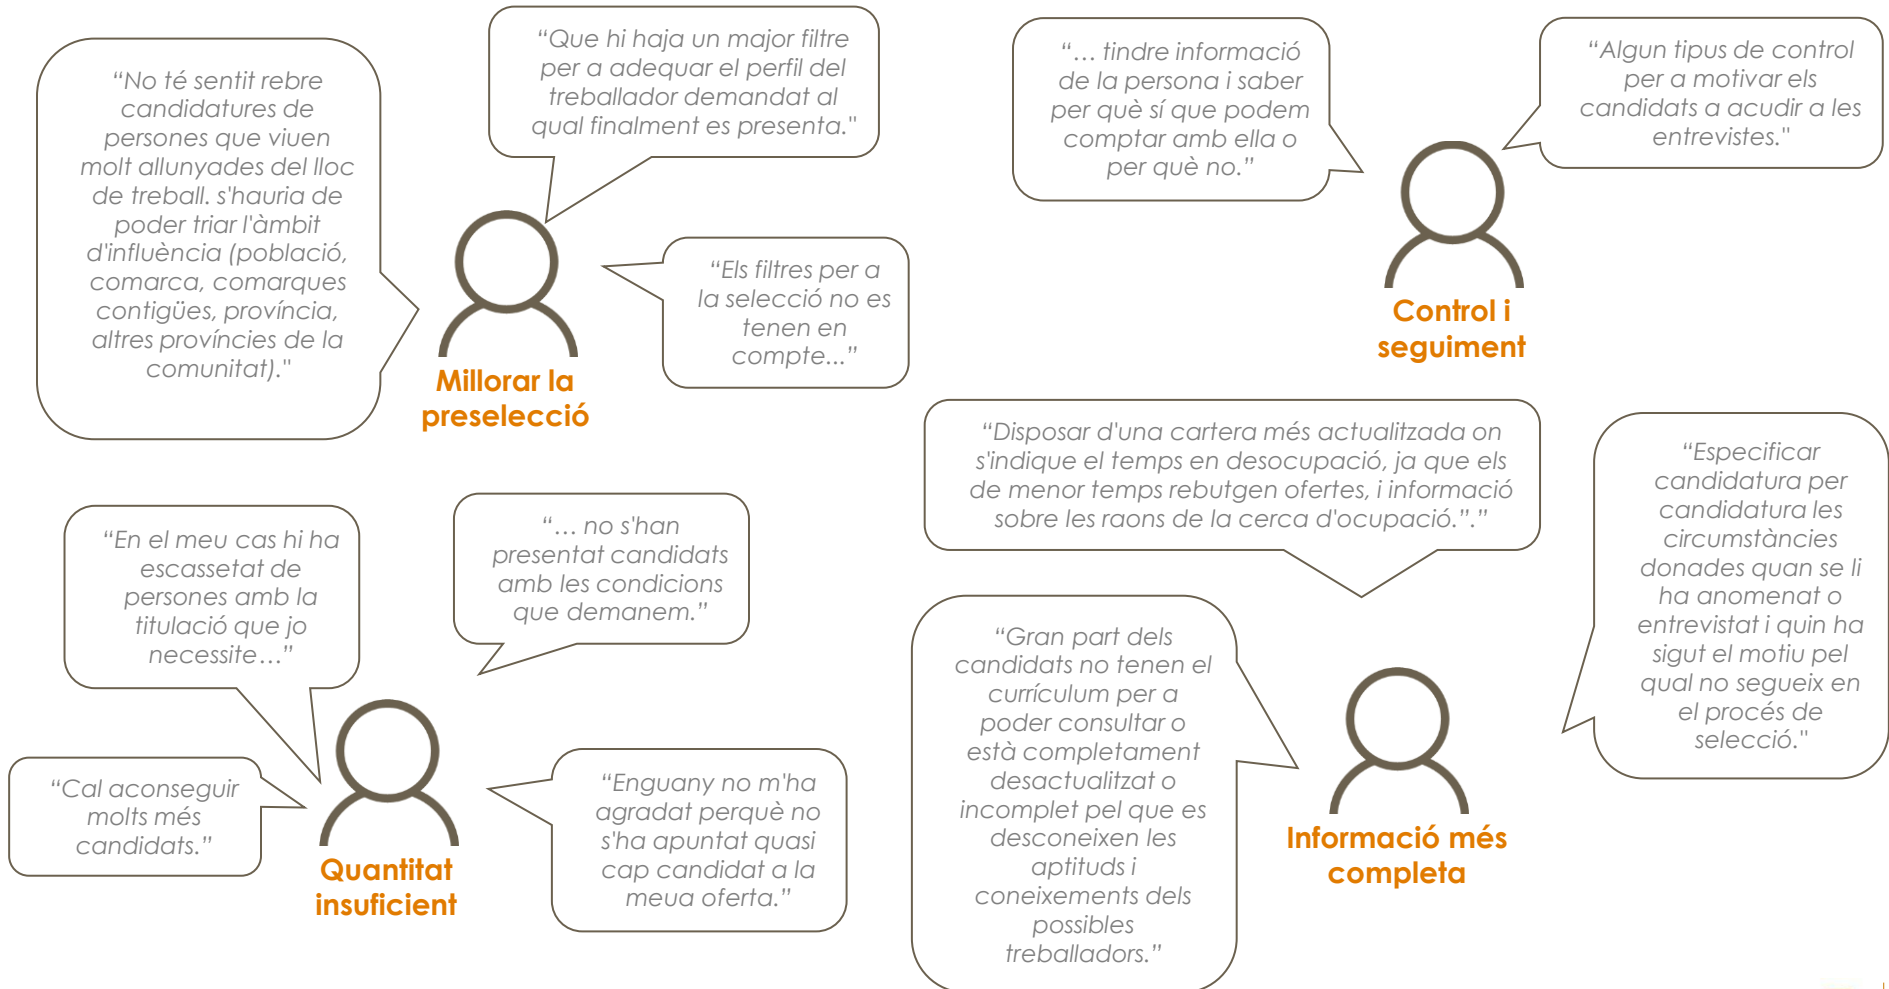 “No té sentit rebre
candidatures de
persones que viuen
molt allunyades del lloc
de treball. s'hauria de
poder triar l'àmbit
d'influència (població,
comarca, comarques
contigües, província,
altres províncies de la
comunitat)."
“Que hi haja un major filtre
per a adequar el perfil del
treballador demandat al
qual finalment es presenta."
“Els filtres per a
la selecció no es
tenen en
compte...”
Millorar la
preselecció
“… tindre informació
de la persona i saber
per què sí que podem
comptar amb ella o
per què no.”
“Algun tipus de control
per a motivar els
candidats a acudir a les
entrevistes."
Control i
seguiment
“En el meu cas hi ha
escassetat de
persones amb la
titulació que jo
necessite…”
“… no s'han
presentat candidats
amb les condicions
que demanem.”
“Cal aconseguir
molts més
candidats.”
“Enguany no m'ha
agradat perquè no
s'ha apuntat quasi
cap candidat a la
meua oferta.”
Quantitat
insuficient
“Disposar d'una cartera més actualitzada on
s'indique el temps en desocupació, ja que els
de menor temps rebutgen ofertes, i informació
sobre les raons de la cerca d'ocupació.”.”
“Gran part dels
candidats no tenen el
currículum per a
poder consultar o
està completament
desactualitzat o
incomplet pel que es
desconeixen les
aptituds i
coneixements dels
possibles
treballadors.”
“Especificar
candidatura per
candidatura les
circumstàncies
donades quan se li
ha anomenat o
entrevistat i quin ha
sigut el motiu pel
qual no segueix en
el procés de
selecció."
Informació més
completa